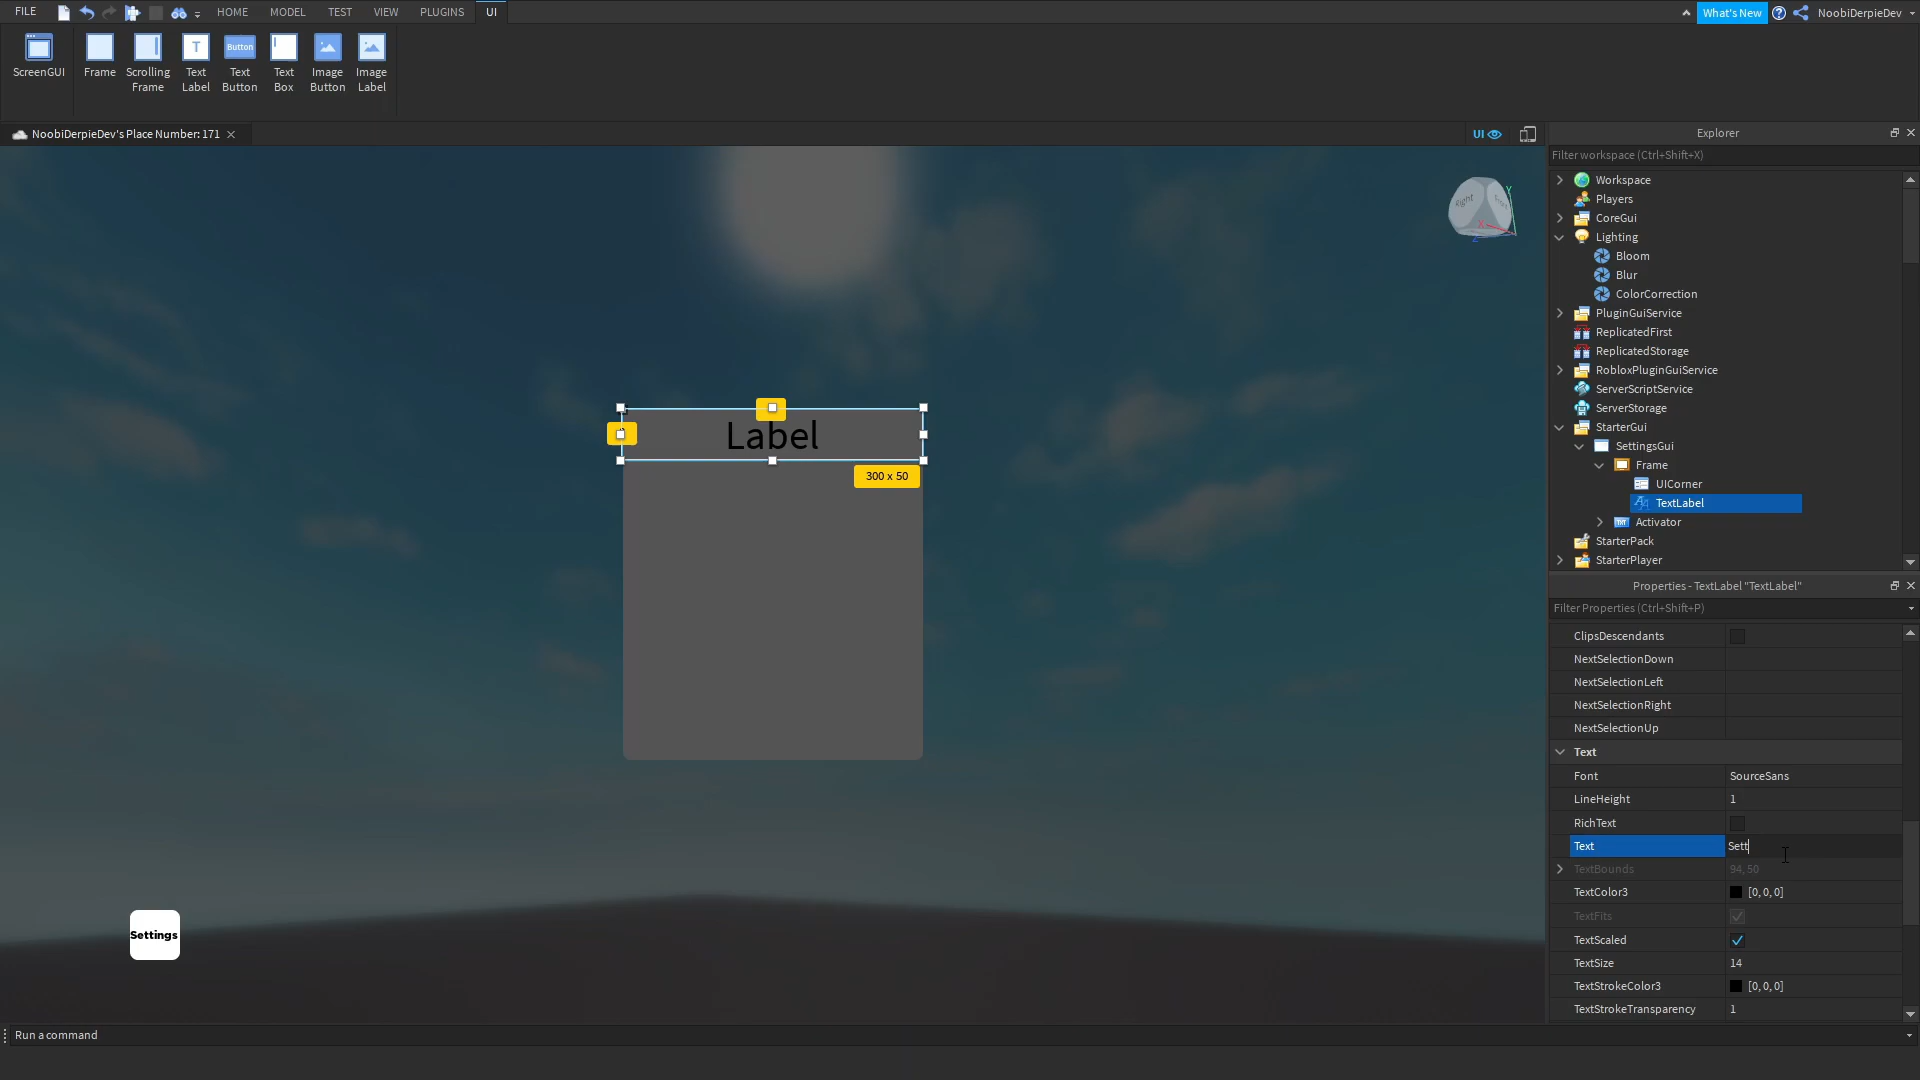 FILE
HOME
MODEL
TEST
VIEW
PLUGINS
UI
What's New
NoobiDerpieDev
ScreenGUI
Frame
Scrolling
Frame
Text
Label
Button
Text
Button
Text
Box
Image
Button
Image
Label
NoobiDerpieDev's Place Number: 171
UI
Right
Y
X
Z
Label
300 x 50
Settings
Explorer
Filter workspace (Ctrl+Shift+X)
Workspace
Players
CoreGui
Lighting
Bloom
Blur
ColorCorrection
PluginGuiService
ReplicatedFirst
ReplicatedStorage
RobloxPluginGuiService
ServerScriptService
ServerStorage
StarterGui
SettingsGui
Frame
UICorner
TextLabel
Activator
StarterPack
StarterPlayer
Properties - TextLabel "TextLabel"
Filter Properties (Ctrl+Shift+P)
ClipsDescendants
NextSelectionDown
NextSelectionLeft
NextSelectionRight
NextSelectionUp
Text
Font SourceSans
LineHeight 1
RichText
Text Sett
TextBounds 94, 50
TextColor3 [0, 0, 0]
TextFits
TextScaled
TextSize 14
TextStrokeColor3 [0, 0, 0]
TextStrokeTransparency 1
Run a command